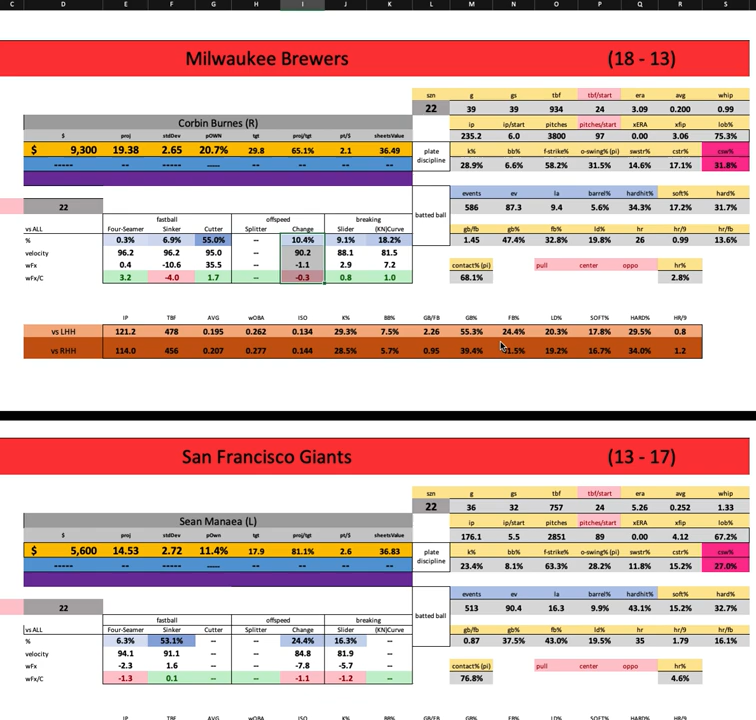 C D E F G H I J K L M N O P Q R S
Milwaukee Brewers (18 - 13)
szn g gs tbf tbf/start era avg whip
22 39 39 934 24 3.09 0.200 0.99
Corbin Burnes (R) ip ip/start pitches pitches/start xERA xfip lob%
$ proj stdDev pOWN tgt proj/tgt pt/$ sheetsValue 235.2 6.0 3800 97 0.00 3.06 75.3%
$ 9,300 19.38 2.65 20.7% 29.8 65.1% 2.1 36.49 plate discipline k% bb% f-strike% o-swing% (pi) swstr% cstr% csw%
----- -- -- ---- -- -- -- -- 28.9% 6.6% 58.2% 31.5% 14.6% 17.1% 31.8%
events ev la barrel% hardhit% soft% hard%
22 586 87.3 9.4 5.6% 34.3% 17.2% 31.7%
fastball offspeed breaking batted ball
vs ALL Four-Seamer Sinker Cutter Splitter Change Slider (KN)Curve gb/fb gb% fb% ld% hr hr/9 hr/fb
% 0.3% 6.9% 55.0% -- 10.4% 9.1% 18.2% 1.45 47.4% 32.8% 19.8% 26 0.99 13.6%
velocity 96.2 96.2 95.0 -- 90.2 88.1 81.5
wFx 0.4 -10.6 35.5 -- -1.1 2.9 7.2 contact% (pi) pull center oppo hr%
wFx/C 3.2 -4.0 1.7 -- -0.3 0.8 1.0 68.1% 2.8%
IP TBF AVG wOBA ISO K% BB% GB/FB GB% FB% LD% SOFT% HARD% HR/9
vs LHH 121.2 478 0.195 0.262 0.134 29.3% 7.5% 2.26 55.3% 24.4% 20.3% 17.8% 29.5% 0.8
vs RHH 114.0 456 0.207 0.277 0.144 28.5% 5.7% 0.95 39.4% 19.2% 16.7% 34.0% 1.2
San Francisco Giants (13 - 17)
szn g gs tbf tbf/start era avg whip
22 36 32 757 24 5.26 0.252 1.33
Sean Manaea (L) ip ip/start pitches pitches/start xERA xfip lob%
$ proj stdDev pOwn tgt proj/tgt pt/$ sheetsValue 176.1 5.5 2851 89 0.00 4.12 67.2%
$ 5,600 14.53 2.72 11.4% 17.9 81.1% 2.6 36.83 plate discipline k% bb% f-strike% o-swing% (pi) swstr% cstr% csw%
----- -- -- ---- -- -- -- -- 23.4% 8.1% 63.3% 28.2% 11.8% 15.2% 27.0%
events ev la barrel% hardhit% soft% hard%
22 513 90.4 16.3 9.9% 43.1% 15.2% 32.7%
fastball offspeed breaking batted ball
vs ALL Four-Seamer Sinker Cutter Splitter Change Slider (KN)Curve gb/fb gb% fb% ld% hr hr/9 hr/fb
% 6.3% 53.1% -- -- 24.4% 16.3% -- 0.87 37.5% 43.0% 19.5% 35 1.79 16.1%
velocity 94.1 91.1 -- -- 84.8 81.9 --
wFx -2.3 1.6 -- -- -7.8 -5.7 -- contact% (pi) pull center oppo hr%
wFx/C -1.3 0.1 -- -- -1.1 -1.2 -- 76.8% 4.6%
IP TBF AVG wOBA ISO K% BB% GB/FB GB% FB% LD% SOFT% HARD% HR/9